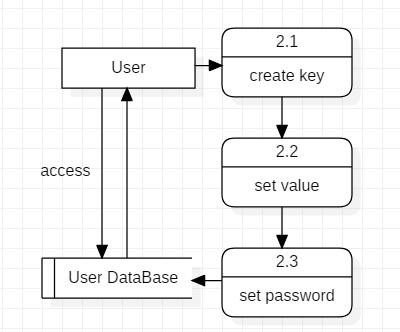 2.1
User
create key
2.2
access
set value
2.3
User DataBase
set password